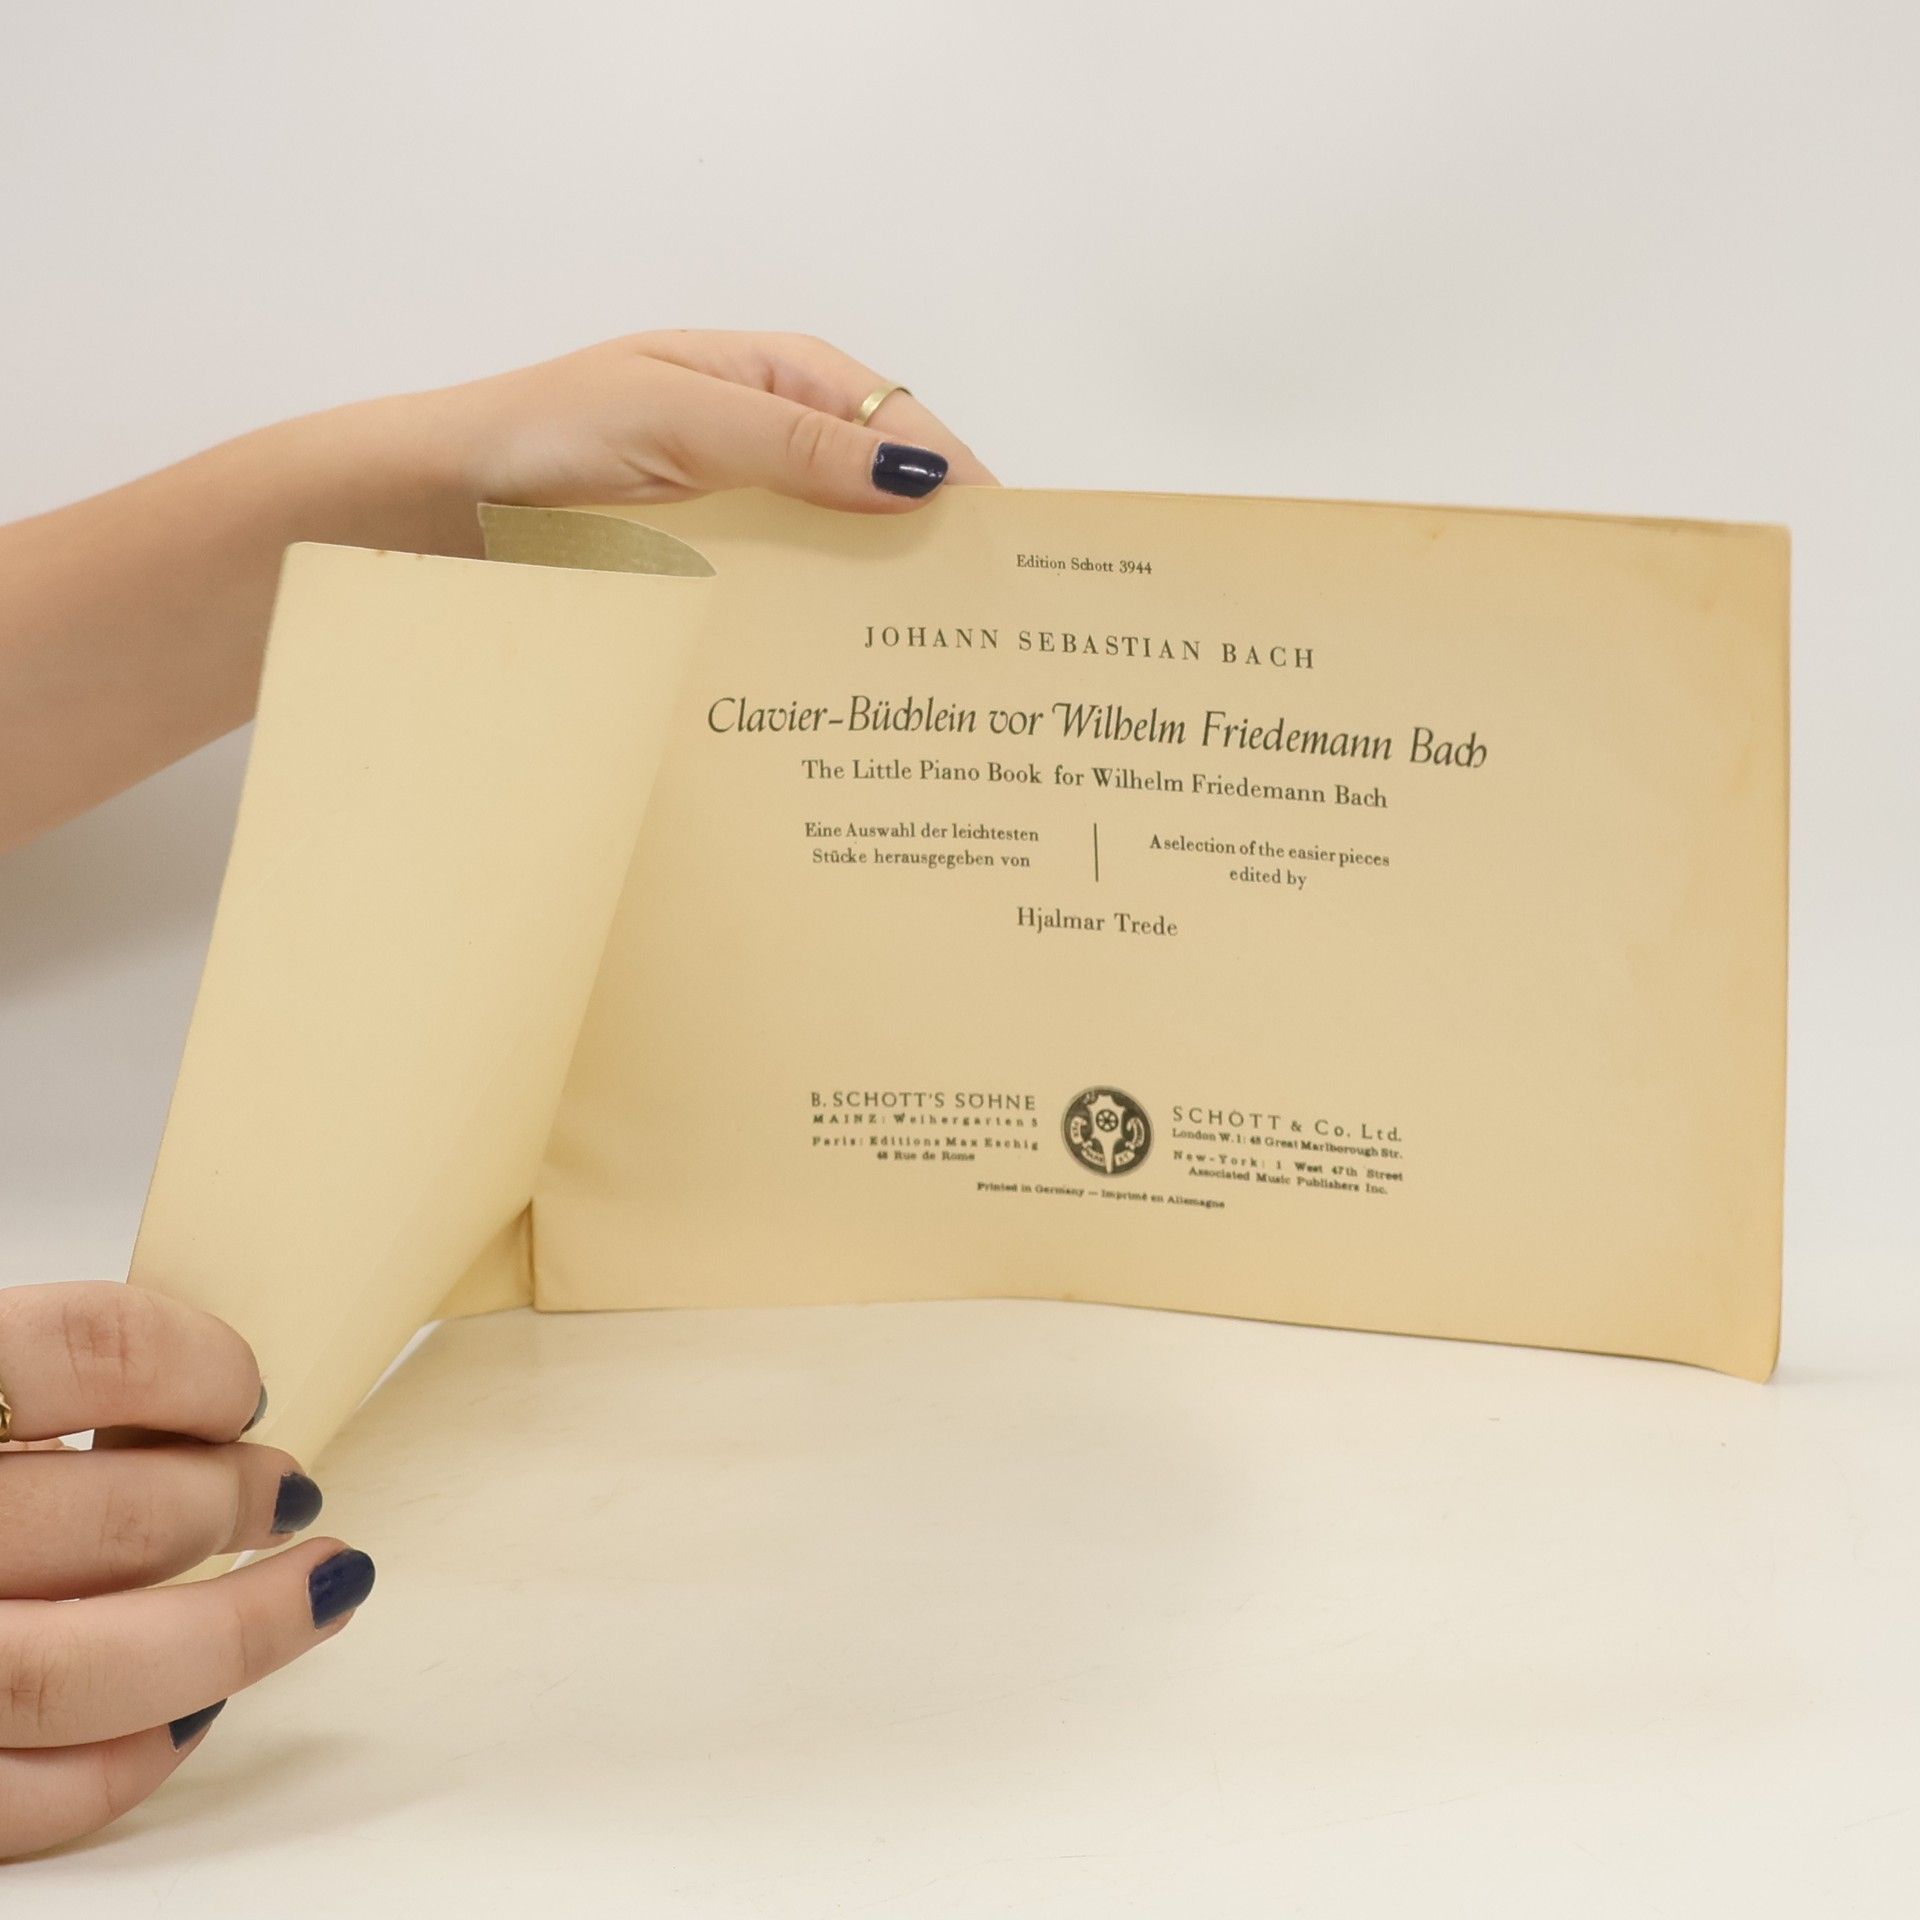 Edition Schott 3944
JOHANN SEBASTIAN BACH
Clavier-Büchlein vor Wilhelm Friedemann Bach
The Little Piano Book for Wilhelm Friedemann Bach
Eine Auswahl der leichtesten
Stücke herausgegeben von
A selection of the easier pieces
edited by
Hjalmar Trede
B. SCHOTT'S SÖHNE
MAINZ: Weihergarten 5
Paris: Editions Max Eschig
48 Rue de Rome
SCHOTT & Co. Ltd.
London W. 1: 48 Great Marlborough Str.
New-York: 1 West 47th Street
Associated Music Publishers Inc.
Printed in Germany — Imprimé en Allemagne